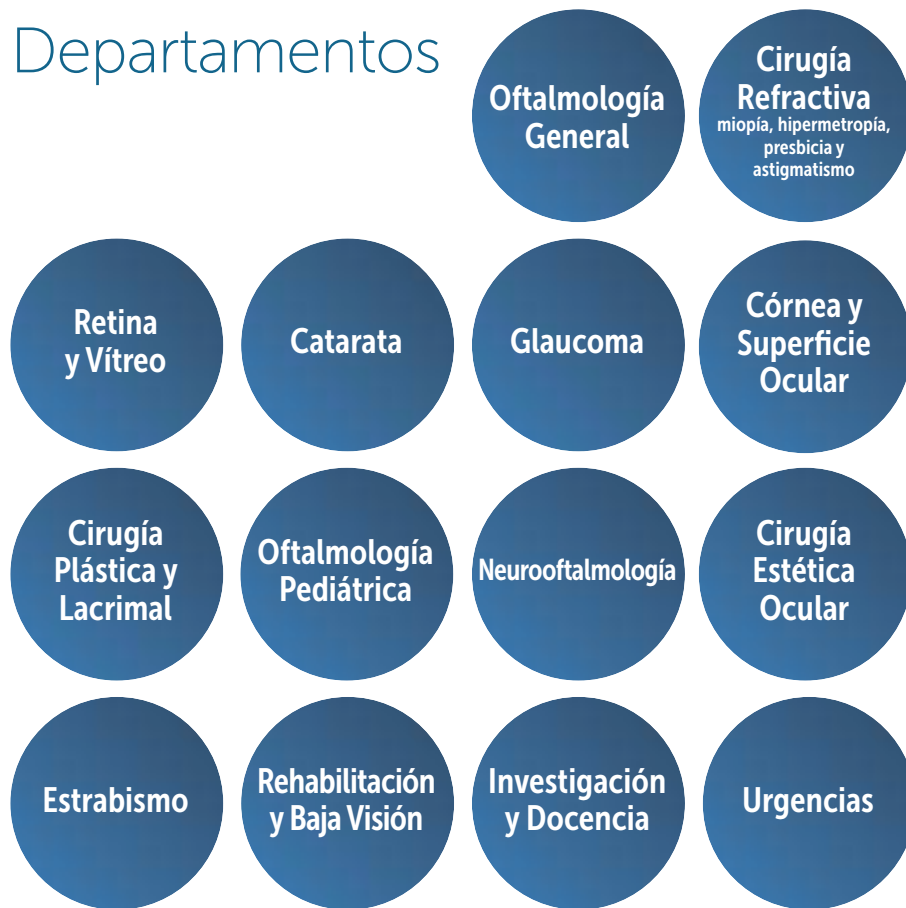 Departamentos
Oftalmología
General
Cirugía
Refractiva
miopía, hipermetropía,
presbicia y
astigmatismo
Retina
y Vítreo
Catarata
Glaucoma
Córnea y
Superficie
Ocular
Cirugía
Plástica y
Lacrimal
Oftalmología
Pediátrica
Neurooftalmología
Cirugía
Estética
Ocular
Estrabismo
Rehabilitación
y Baja Visión
Investigación
y Docencia
Urgencias